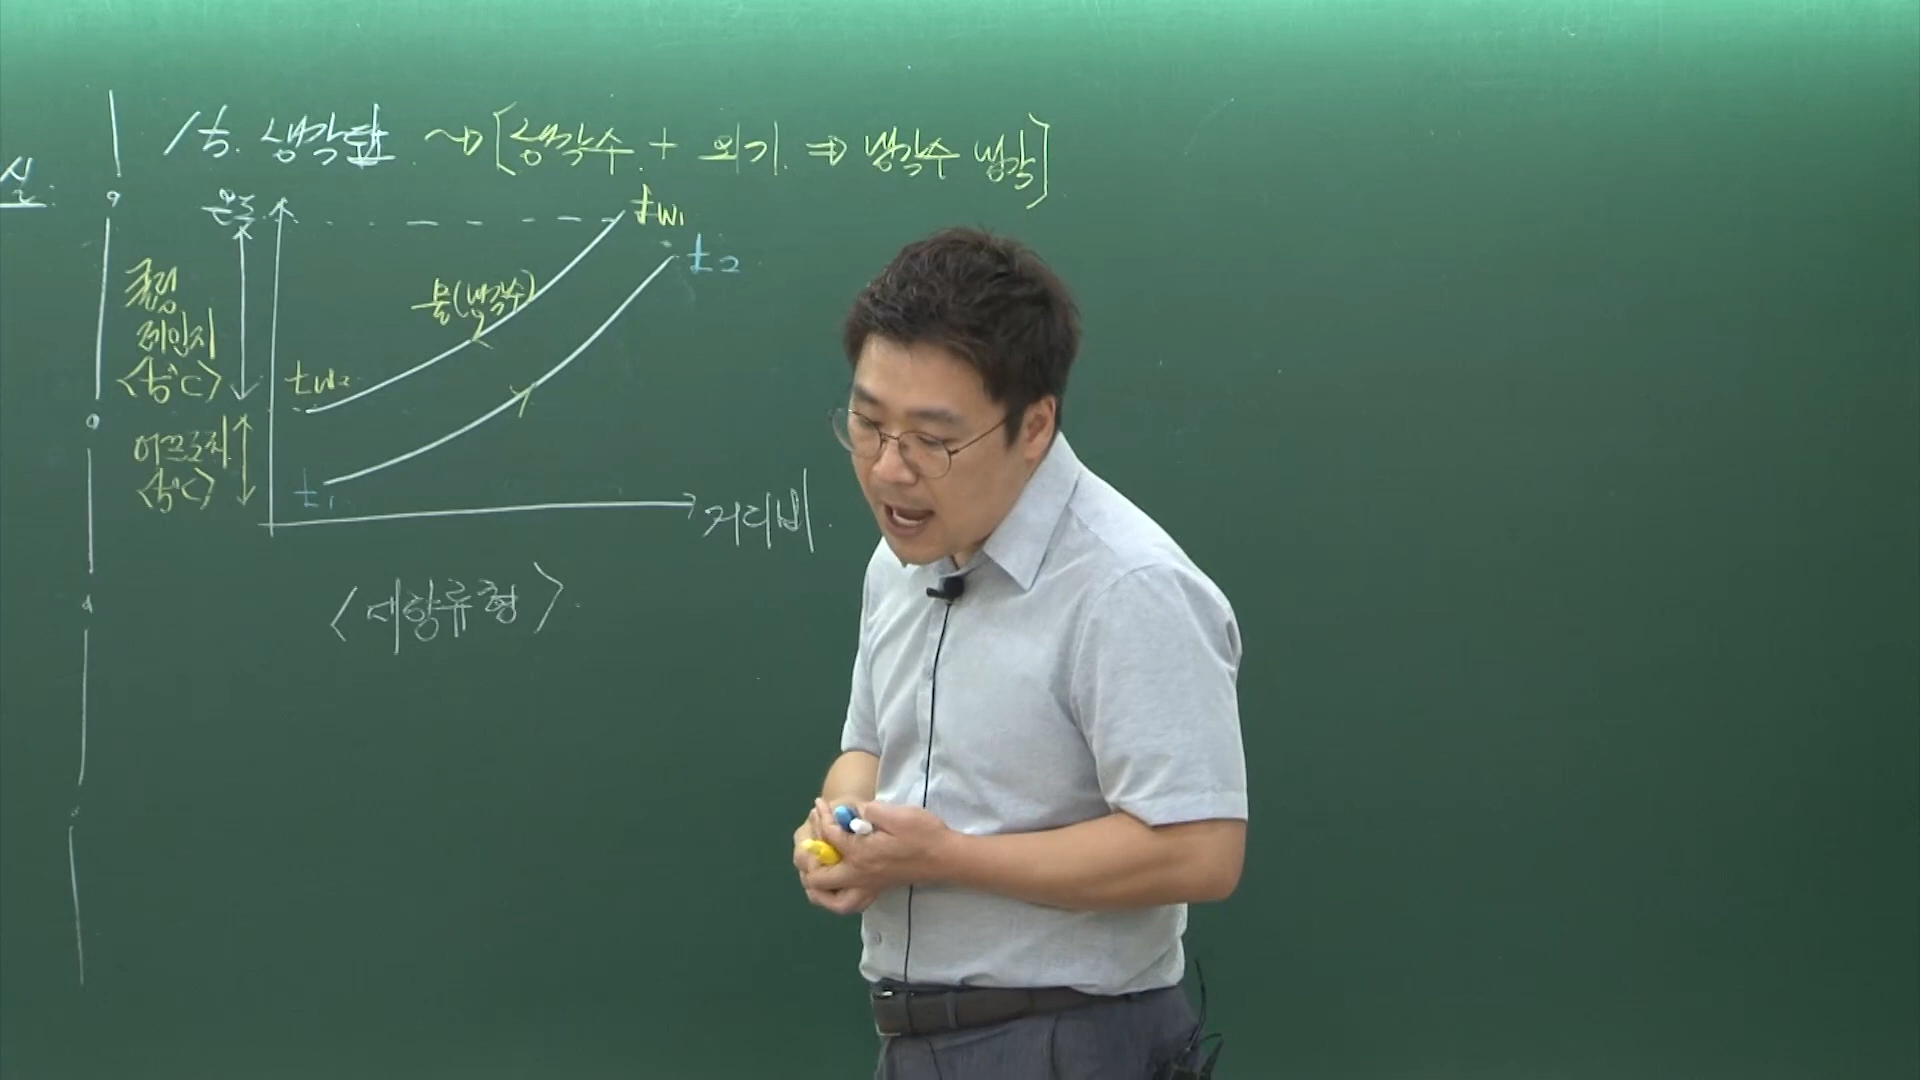 실.
15. 냉각탑 ~> [냉각수 + 외기 ⇒ 냉각수 냉각]
온도
tw1
t2
쿨링
레인지
<5℃>
물(냉각수)
tw2
어프로치
<5℃>
t1
거리비.
<대향류형>.